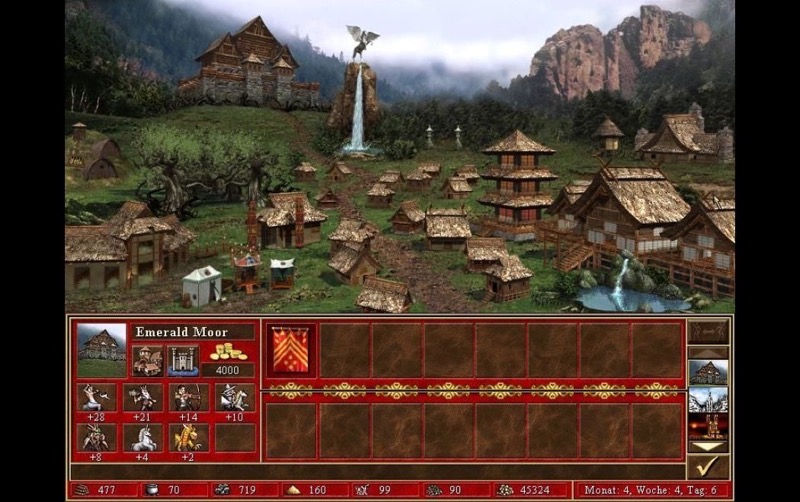 Emerald Moor
4000
+28 +21 +14 +10
+8 +4 +2
477 70 719 160 99 90 45324 Monat: 4, Woche: 4, Tag: 6